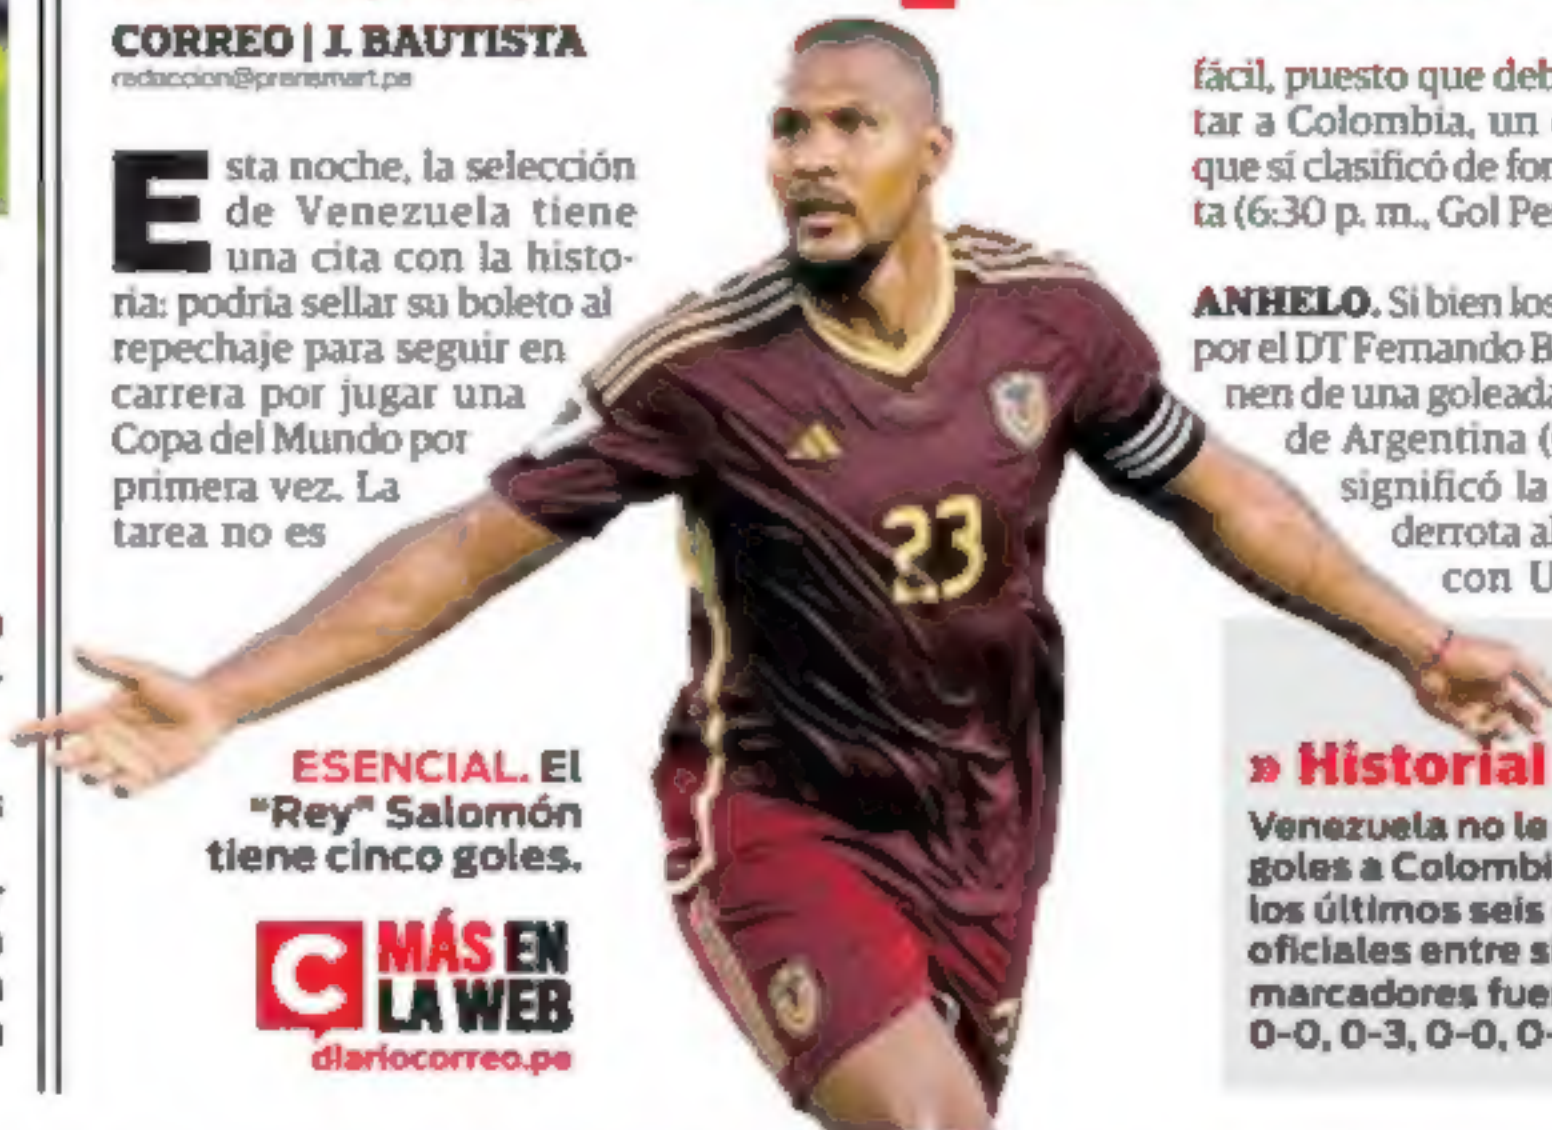 CORREO | J. BAUTISTA
redaccion@prensmart.pe
Esta noche, la selección
de Venezuela tiene
una cita con la histo-
ria: podría sellar su boleto al
repechaje para seguir en
carrera por jugar una
Copa del Mundo por
primera vez. La
tarea no es
fácil, puesto que deb
tar a Colombia, un
que sí clasificó de for
ta (6:30 p. m., Gol Pe
ANHELO. Si bien los
por el DT Fernando B
nen de una goleada
de Argentina (
significó la
derrota al
con U
23
ESENCIAL. El
"Rey" Salomón
tiene cinco goles.
C MÁS EN
LA WEB
diariocorreo.pe
» Historial
Venezuela no le
goles a Colombi
los últimos seis
oficiales entre s
marcadores fue
0-0, 0-3, 0-0, 0-